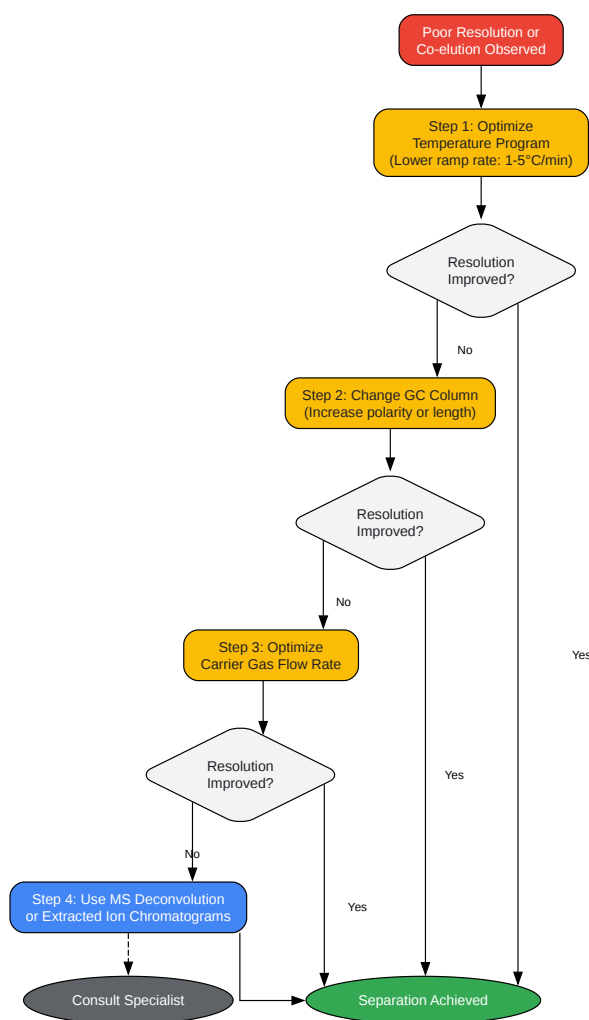 Poor Resolution or
Co-elution Observed
Step 1: Optimize
Temperature Program
(Lower ramp rate: 1-5°C/min)
Resolution
Improved?
No
Step 2: Change GC Column
(Increase polarity or length)
Resolution
Improved?
No
Step 3: Optimize
Carrier Gas Flow Rate
Yes
Resolution
Improved?
Yes
No
Step 4: Use MS Deconvolution
or Extracted Ion Chromatograms
Yes
Consult Specialist
Separation Achieved